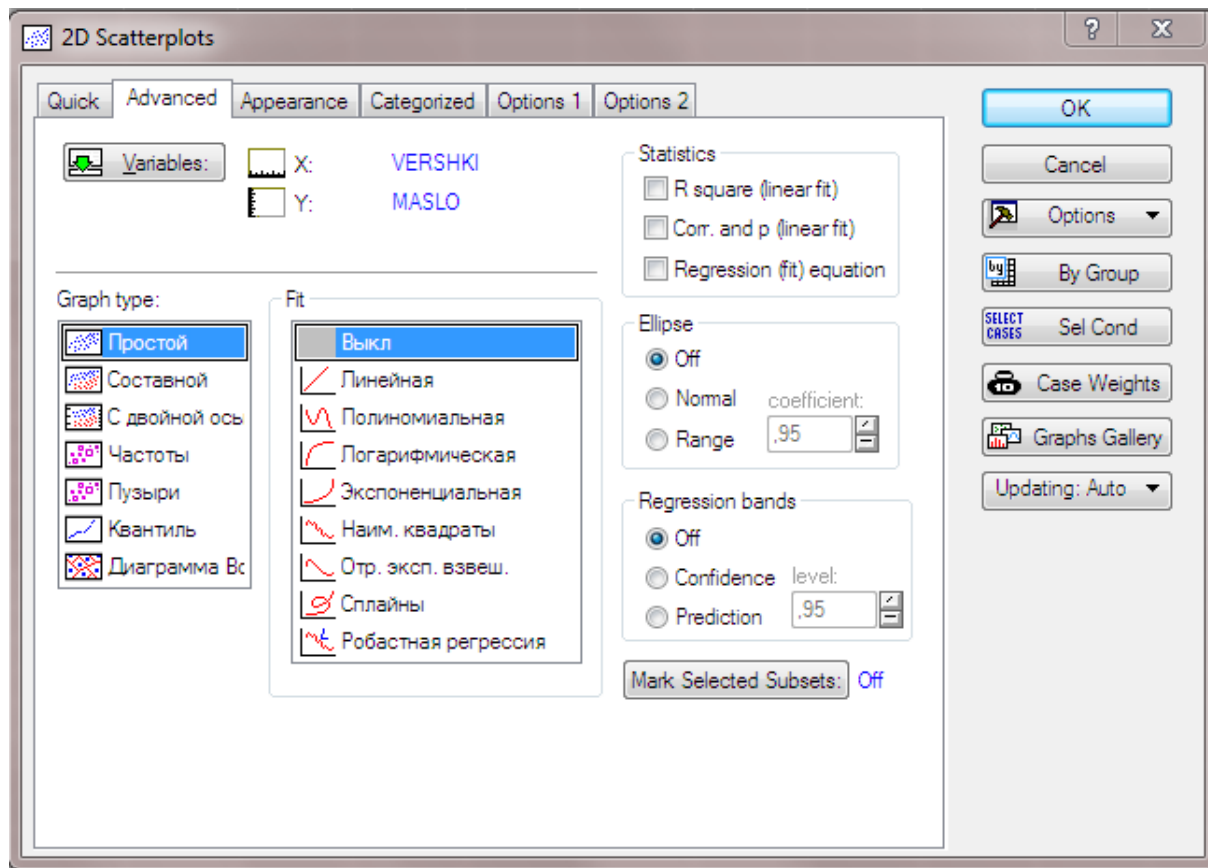 2D Scatterplots
Quick Advanced Appearance Categorized Options 1 Options 2
Variables:
X: VERSHKI
Y: MASLO
Graph type:
Простой
Составной
С двойной осы
Частоты
Пузыри
Квантиль
Диаграмма Вс
Fit
Выкл
Линейная
Полиномиальная
Логарифмическая
Экспоненциальная
Наим. квадраты
Отр. эксп. взвеш.
Сплайны
Робастная регрессия
Statistics
R square (linear fit)
Corr. and p (linear fit)
Regression (fit) equation
Ellipse
Off
Normal coefficient:
Range ,95
Regression bands
Off
Confidence level:
Prediction ,95
Mark Selected Subsets: Off
OK
Cancel
Options
by By Group
SELECT CASES Sel Cond
Case Weights
Graphs Gallery
Updating: Auto